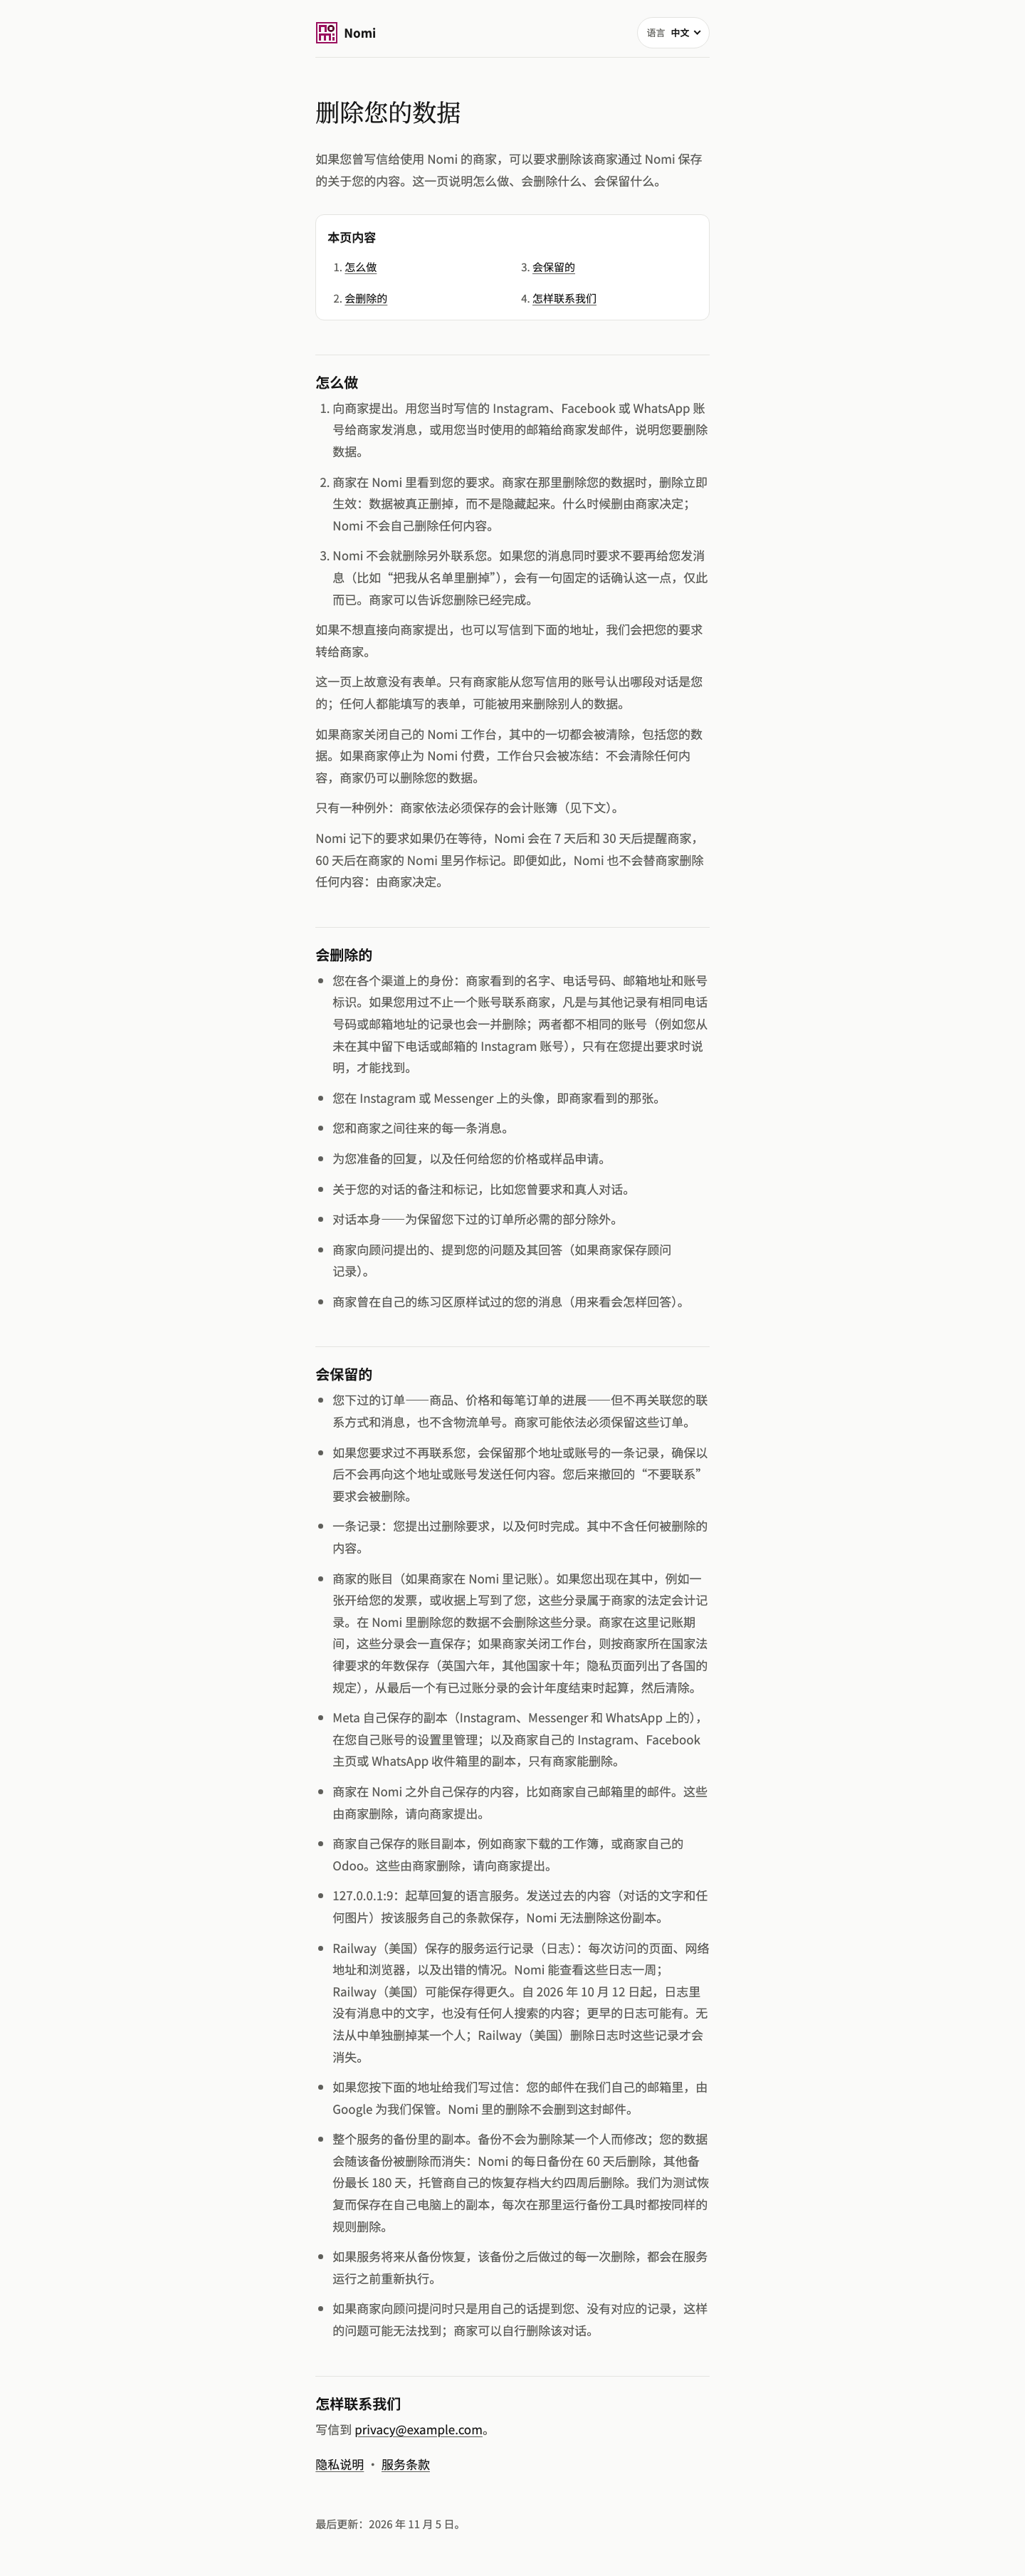 Nomi
语言 中文
删除您的数据
如果您曾写信给使用 Nomi 的商家，可以要求删除该商家通过 Nomi 保存
的关于您的内容。这一页说明怎么做、会删除什么、会保留什么。
本页内容
1. 怎么做
2. 会删除的
3. 会保留的
4. 怎样联系我们
怎么做
1. 向商家提出。用您当时写信的 Instagram、Facebook 或 WhatsApp 账
号给商家发消息，或用您当时使用的邮箱给商家发邮件，说明您要删除
数据。
2. 商家在 Nomi 里看到您的要求。商家在那里删除您的数据时，删除立即
生效：数据被真正删掉，而不是隐藏起来。什么时候删由商家决定；
Nomi 不会自己删除任何内容。
3. Nomi 不会就删除另外联系您。如果您的消息同时要求不要再给您发消
息（比如“把我从名单里删掉”），会有一句固定的话确认这一点，仅此
而已。商家可以告诉您删除已经完成。
如果不想直接向商家提出，也可以写信到下面的地址，我们会把您的要求
转给商家。
这一页上故意没有表单。只有商家能从您写信用的账号认出哪段对话是您
的；任何人都能填写的表单，可能被用来删除别人的数据。
如果商家关闭自己的 Nomi 工作台，其中的一切都会被清除，包括您的数
据。如果商家停止为 Nomi 付费，工作台只会被冻结：不会清除任何内
容，商家仍可以删除您的数据。
只有一种例外：商家依法必须保存的会计账簿（见下文）。
Nomi 记下的要求如果仍在等待，Nomi 会在 7 天后和 30 天后提醒商家，
60 天后在商家的 Nomi 里另作标记。即便如此，Nomi 也不会替商家删除
任何内容：由商家决定。
会删除的
• 您在各个渠道上的身份：商家看到的名字、电话号码、邮箱地址和账号
标识。如果您用过不止一个账号联系商家，凡是与其他记录有相同电话
号码或邮箱地址的记录也会一并删除；两者都不相同的账号（例如您从
未在其中留下电话或邮箱的 Instagram 账号），只有在您提出要求时说
明，才能找到。
• 您在 Instagram 或 Messenger 上的头像，即商家看到的那张。
• 您和商家之间往来的每一条消息。
• 为您准备的回复，以及任何给您的价格或样品申请。
• 关于您的对话的备注和标记，比如您曾要求和真人对话。
• 对话本身——为保留您下过的订单所必需的部分除外。
• 商家向顾问提出的、提到您的问题及其回答（如果商家保存顾问
记录）。
• 商家曾在自己的练习区原样试过的您的消息（用来看会怎样回答）。
会保留的
• 您下过的订单——商品、价格和每笔订单的进展——但不再关联您的联
系方式和消息，也不含物流单号。商家可能依法必须保留这些订单。
• 如果您要求过不再联系您，会保留那个地址或账号的一条记录，确保以
后不会再向这个地址或账号发送任何内容。您后来撤回的“不要联系”
要求会被删除。
• 一条记录：您提出过删除要求，以及何时完成。其中不含任何被删除的
内容。
• 商家的账目（如果商家在 Nomi 里记账）。如果您出现在其中，例如一
张开给您的发票，或收据上写到了您，这些分录属于商家的法定会计记
录。在 Nomi 里删除您的数据不会删除这些分录。商家在这里记账期
间，这些分录会一直保存；如果商家关闭工作台，则按商家所在国家法
律要求的年数保存（英国六年，其他国家十年；隐私页面列出了各国的
规定），从最后一个有已过账分录的会计年度结束时起算，然后清除。
• Meta 自己保存的副本（Instagram、Messenger 和 WhatsApp 上的），
在您自己账号的设置里管理；以及商家自己的 Instagram、Facebook
主页或 WhatsApp 收件箱里的副本，只有商家能删除。
• 商家在 Nomi 之外自己保存的内容，比如商家自己邮箱里的邮件。这些
由商家删除，请向商家提出。
• 商家自己保存的账目副本，例如商家下载的工作簿，或商家自己的
Odoo。这些由商家删除，请向商家提出。
• 127.0.0.1:9：起草回复的语言服务。发送过去的内容（对话的文字和任
何图片）按该服务自己的条款保存，Nomi 无法删除这份副本。
• Railway（美国）保存的服务运行记录（日志）：每次访问的页面、网络
地址和浏览器，以及出错的情况。Nomi 能查看这些日志一周；
Railway（美国）可能保存得更久。自 2026 年 10 月 12 日起，日志里
没有消息中的文字，也没有任何人搜索的内容；更早的日志可能有。无
法从中单独删掉某一个人；Railway（美国）删除日志时这些记录才会
消失。
• 如果您按下面的地址给我们写过信：您的邮件在我们自己的邮箱里，由
Google 为我们保管。Nomi 里的删除不会删到这封邮件。
• 整个服务的备份里的副本。备份不会为删除某一个人而修改；您的数据
会随该备份被删除而消失：Nomi 的每日备份在 60 天后删除，其他备
份最长 180 天，托管商自己的恢复存档大约四周后删除。我们为测试恢
复而保存在自己电脑上的副本，每次在那里运行备份工具时都按同样的
规则删除。
• 如果服务将来从备份恢复，该备份之后做过的每一次删除，都会在服务
运行之前重新执行。
• 如果商家向顾问提问时只是用自己的话提到您、没有对应的记录，这样
的问题可能无法找到；商家可以自行删除该对话。
怎样联系我们
写信到 privacy@example.com。
隐私说明 · 服务条款
最后更新：2026 年 11 月 5 日。